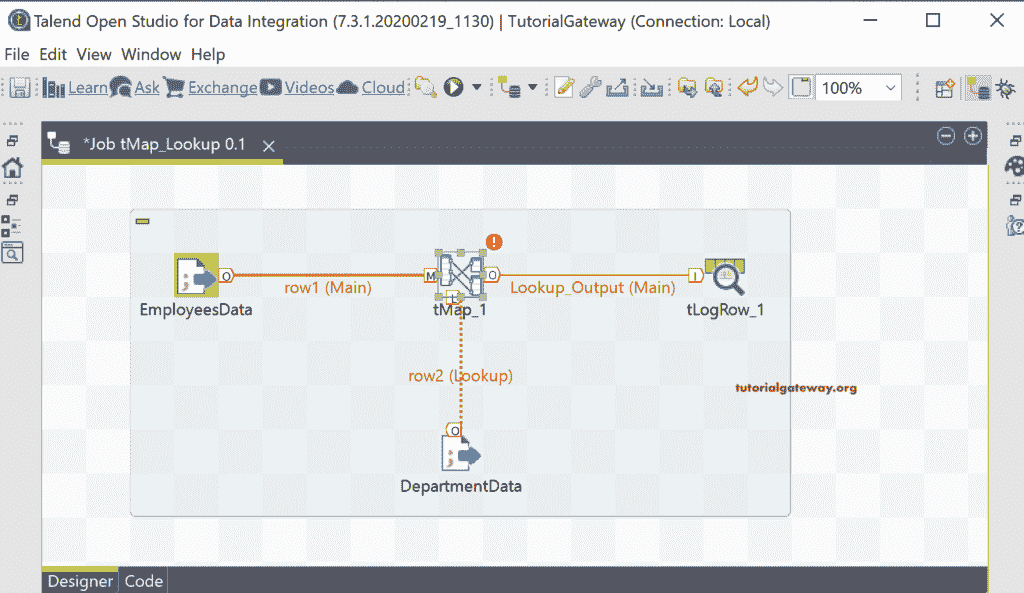 Talend Open Studio for Data Integration (7.3.1.20200219_1130) | TutorialGateway (Connection: Local)
File Edit View Window Help
Learn Ask Exchange Videos Cloud 100%
*Job tMap_Lookup 0.1
O M O I
row1 (Main) Lookup_Output (Main)
L
EmployeesData tMap_1 tLogRow_1
row2 (Lookup)
tutorialgateway.org
O
DepartmentData
Designer Code